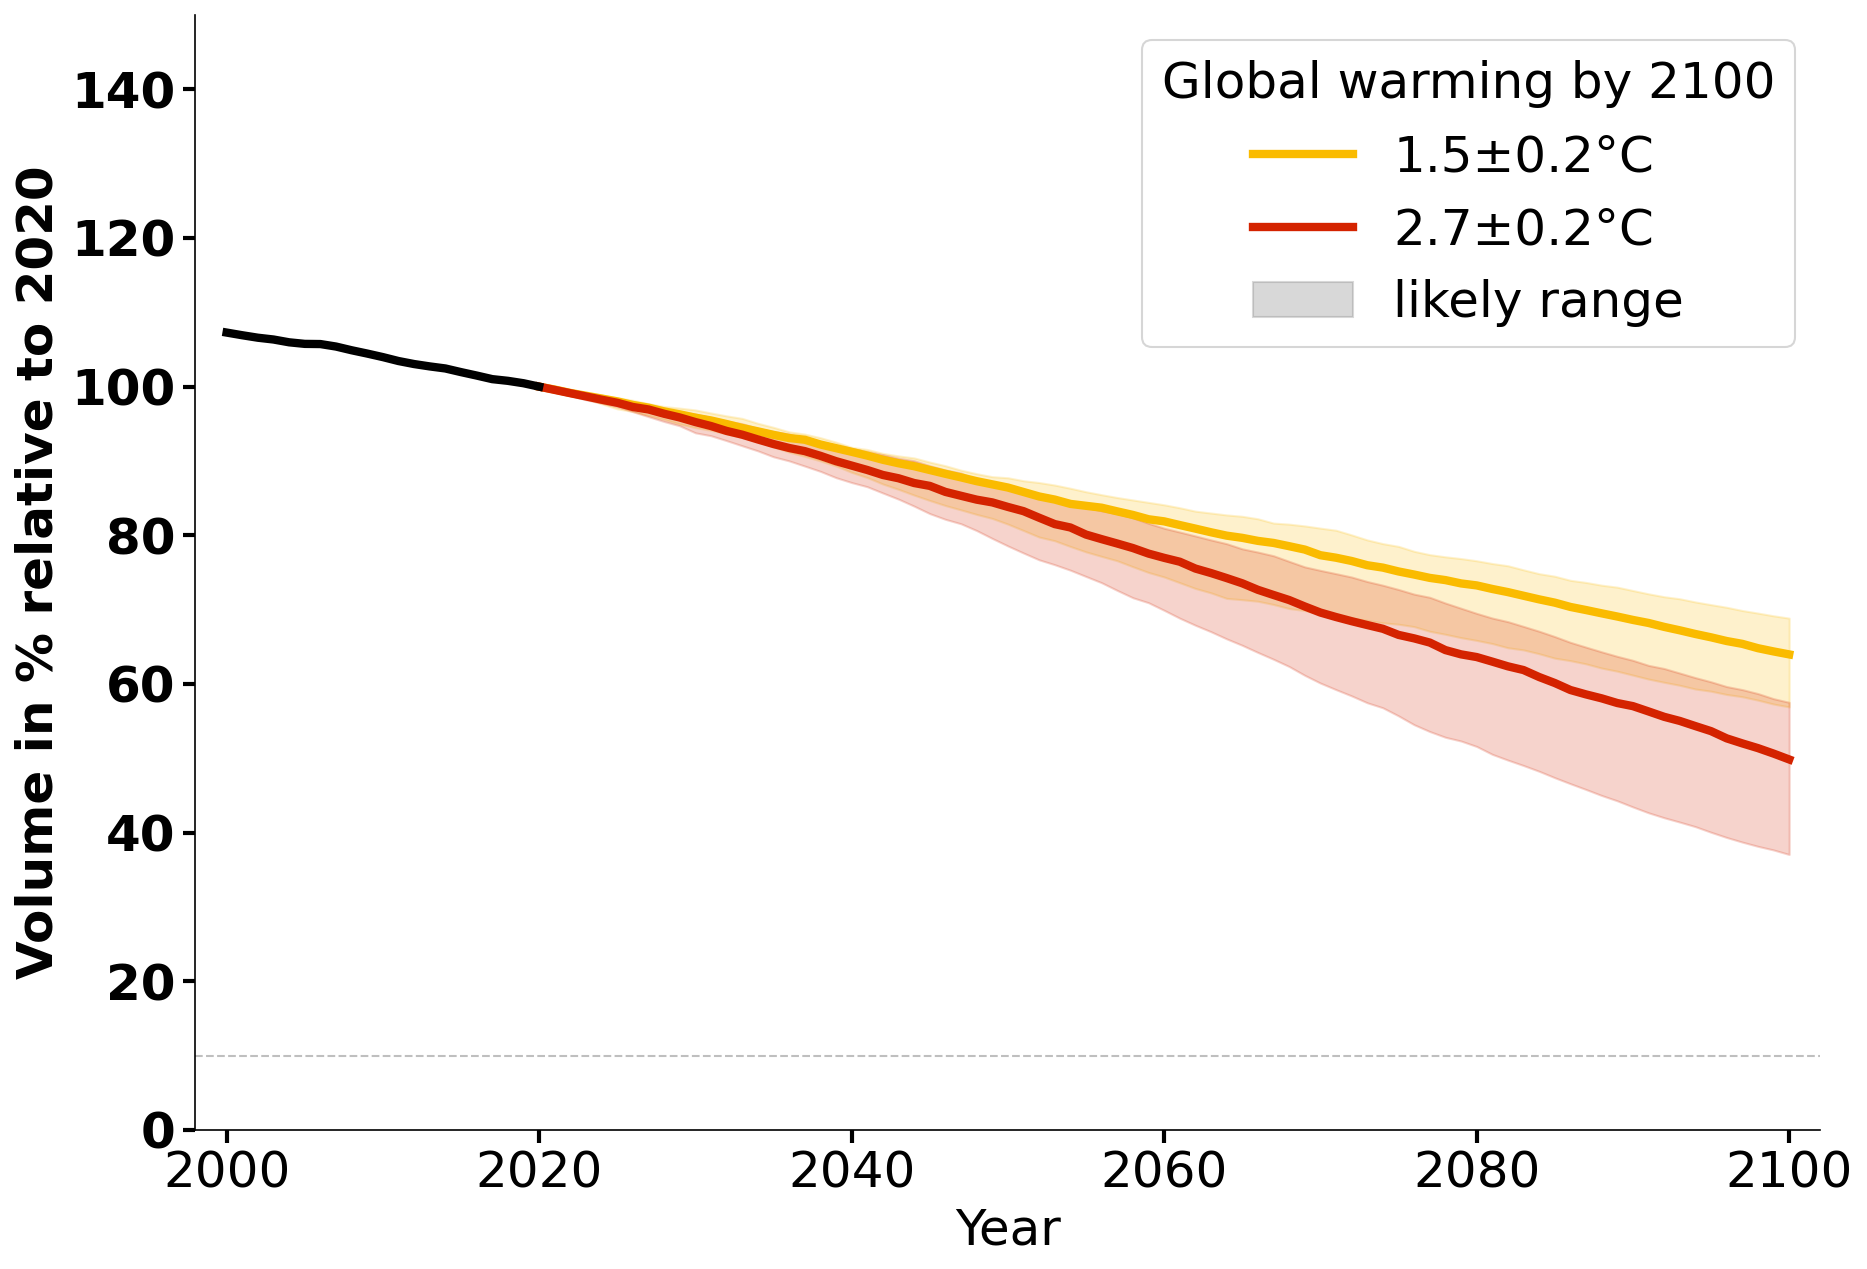 Global warming by 2100
1.5±0.2°C
2.7±0.2°C
likely range
Volume in % relative to 2020
140
120
100
80
60
40
20
0
2000 2020 2040 2060 2080 2100
Year